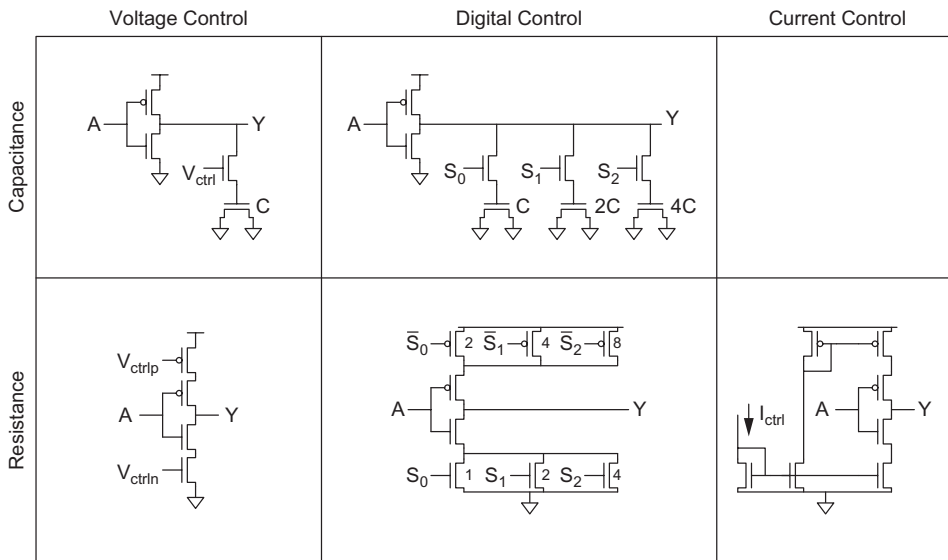 Voltage Control Digital Control Current Control
Capacitance
A Y
V_ctrl
C
A Y
S_0 S_1 S_2
C 2C 4C
Resistance
V_ctrlp
A Y
V_ctrln
S̅_0 2 S̅_1 4 S̅_2 8
A Y
S_0 1 S_1 2 S_2 4
I_ctrl
A Y